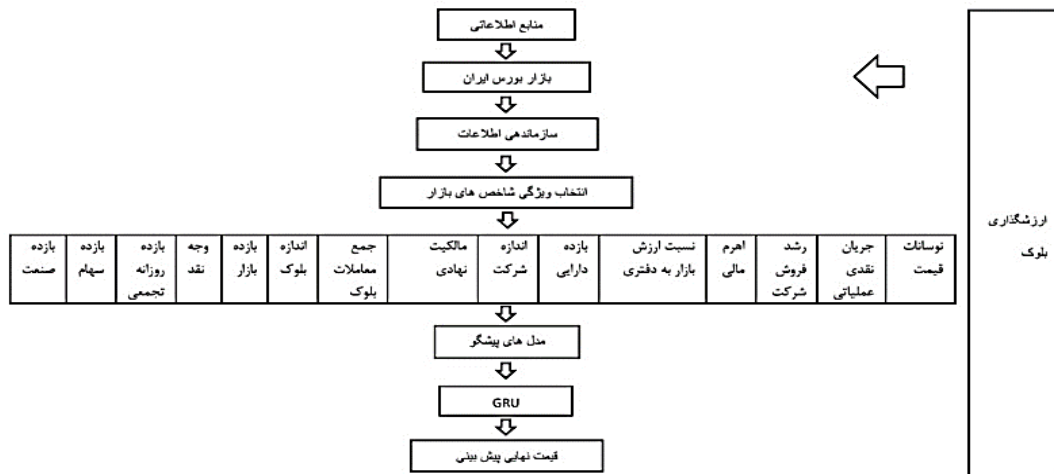 منابع اطلاعاتی
بازار بورس ایران
سازماندهی اطلاعات
انتخاب ویژگی شاخص های بازار
نوسانات
قیمت
جریان
نقدی
عملیاتی
رشد
فروش
شرکت
اهرم
مالی
نسبت ارزش
بازار به دفتری
بازده
دارایی
اندازه
شرکت
مالکیت
نهادی
جمع
معاملات
بلوک
اندازه
بلوک
بازده
بازار
وجه
نقد
بازده
روزانه
تجمعی
بازده
سهام
بازده
صنعت
مدل های پیشگو
GRU
قیمت نهایی پیش بینی
ارزشگذاری
بلوک